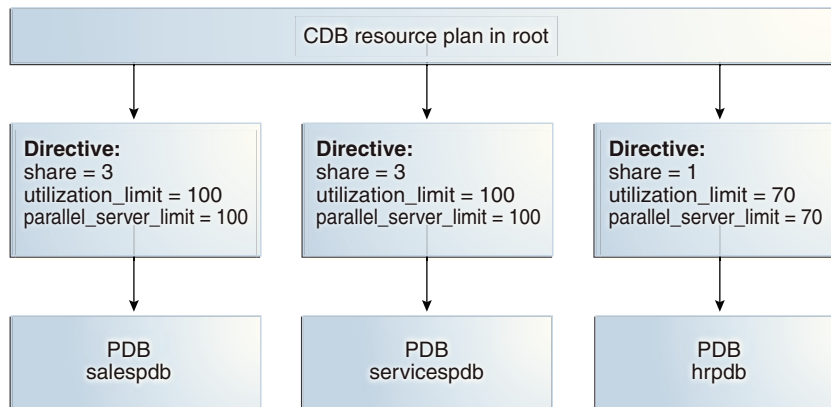 CDB resource plan in root
Directive:
share = 3
utilization_limit = 100
parallel_server_limit = 100
Directive:
share = 3
utilization_limit = 100
parallel_server_limit = 100
Directive:
share = 1
utilization_limit = 70
parallel_server_limit = 70
PDB
salespdb
PDB
servicespdb
PDB
hrpdb